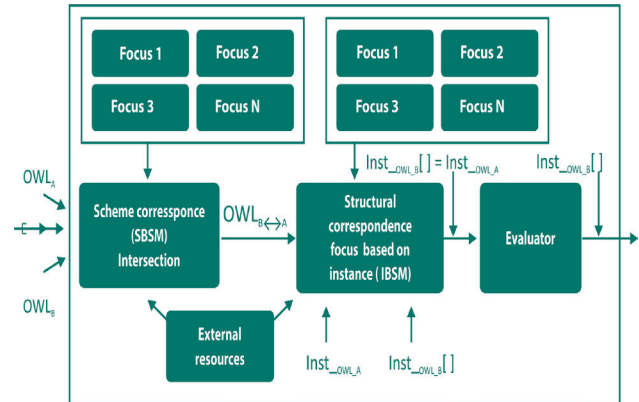 Focus 1
Focus 2
Focus 3
Focus N
Focus 1
Focus 2
Focus 3
Focus N
Inst_OWL_B[ ] = Inst_OWL_A
Inst_OWL_B[ ]
OWLA
E
OWLB
Scheme corressponce
(SBSM)
Intersection
OWLB<->A
Structural
correspondence
focus based on
instance ( IBSM)
Evaluator
External
resources
Inst_OWL_A
Inst_OWL_B[ ]